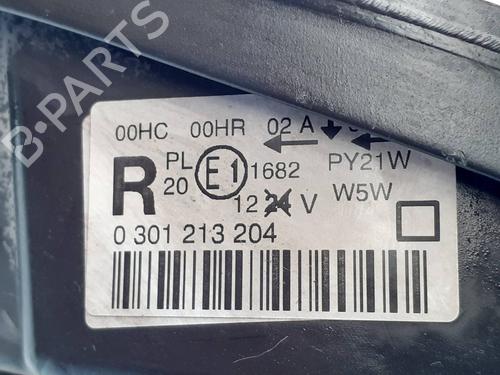 00HC 00HR 02 A
R PL 20 E1 1682 PY21W
12 24 V W5W
0 301 213 204
B-PARTS